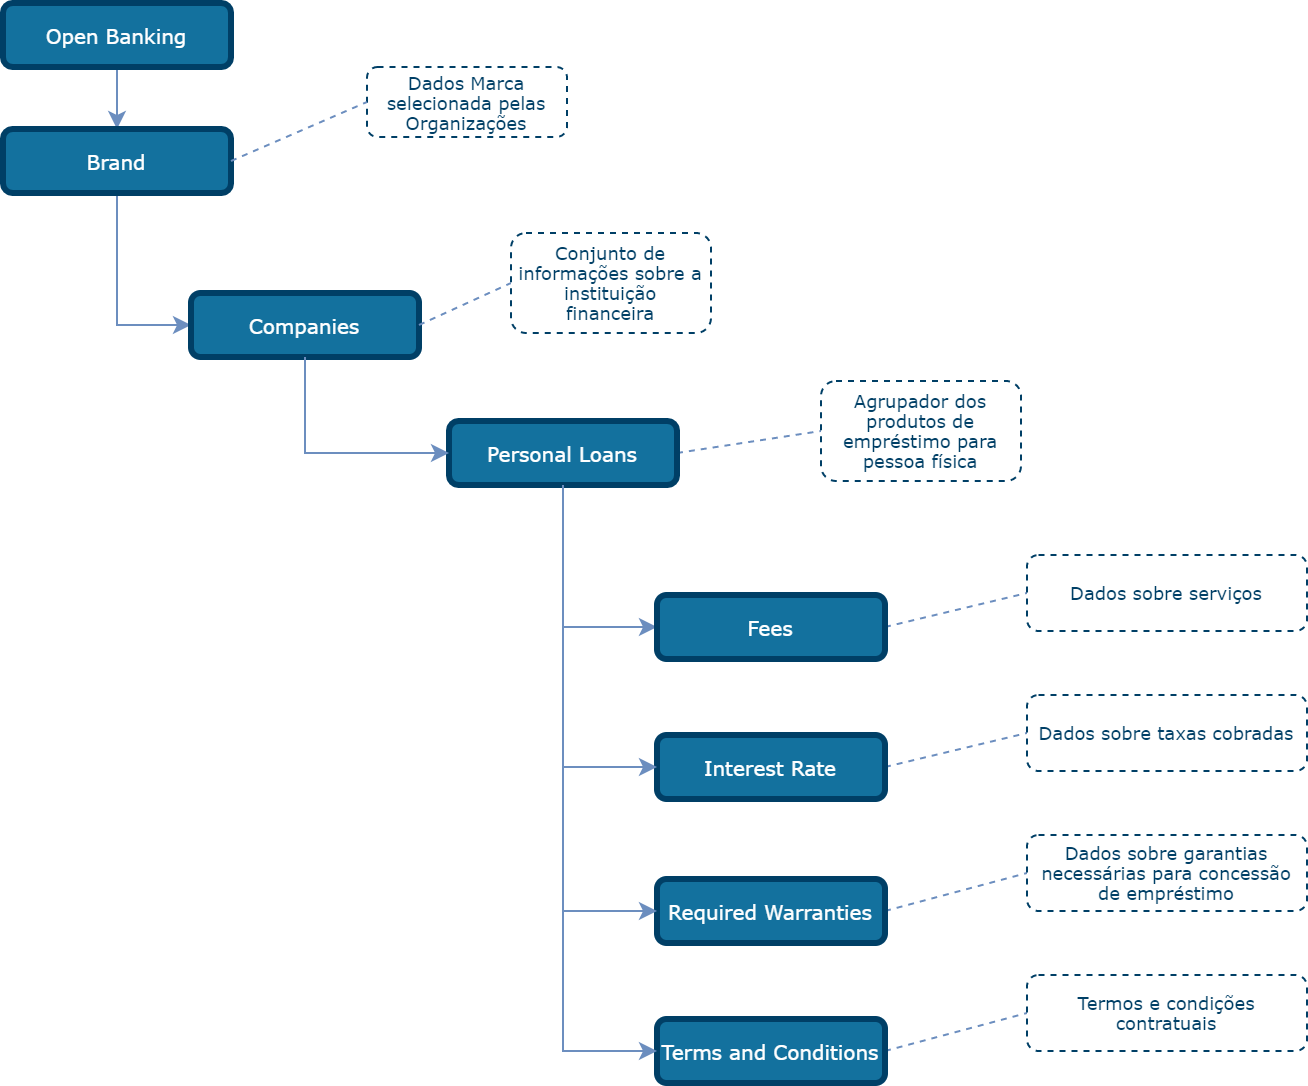 Open Banking
Dados Marca
selecionada pelas
Organizações
Brand
Conjunto de
informações sobre a
instituição
financeira
Companies
Agrupador dos
produtos de
empréstimo para
pessoa física
Personal Loans
Dados sobre serviços
Fees
Dados sobre taxas cobradas
Interest Rate
Dados sobre garantias
necessárias para concessão
de empréstimo
Required Warranties
Termos e condições
contratuais
Terms and Conditions